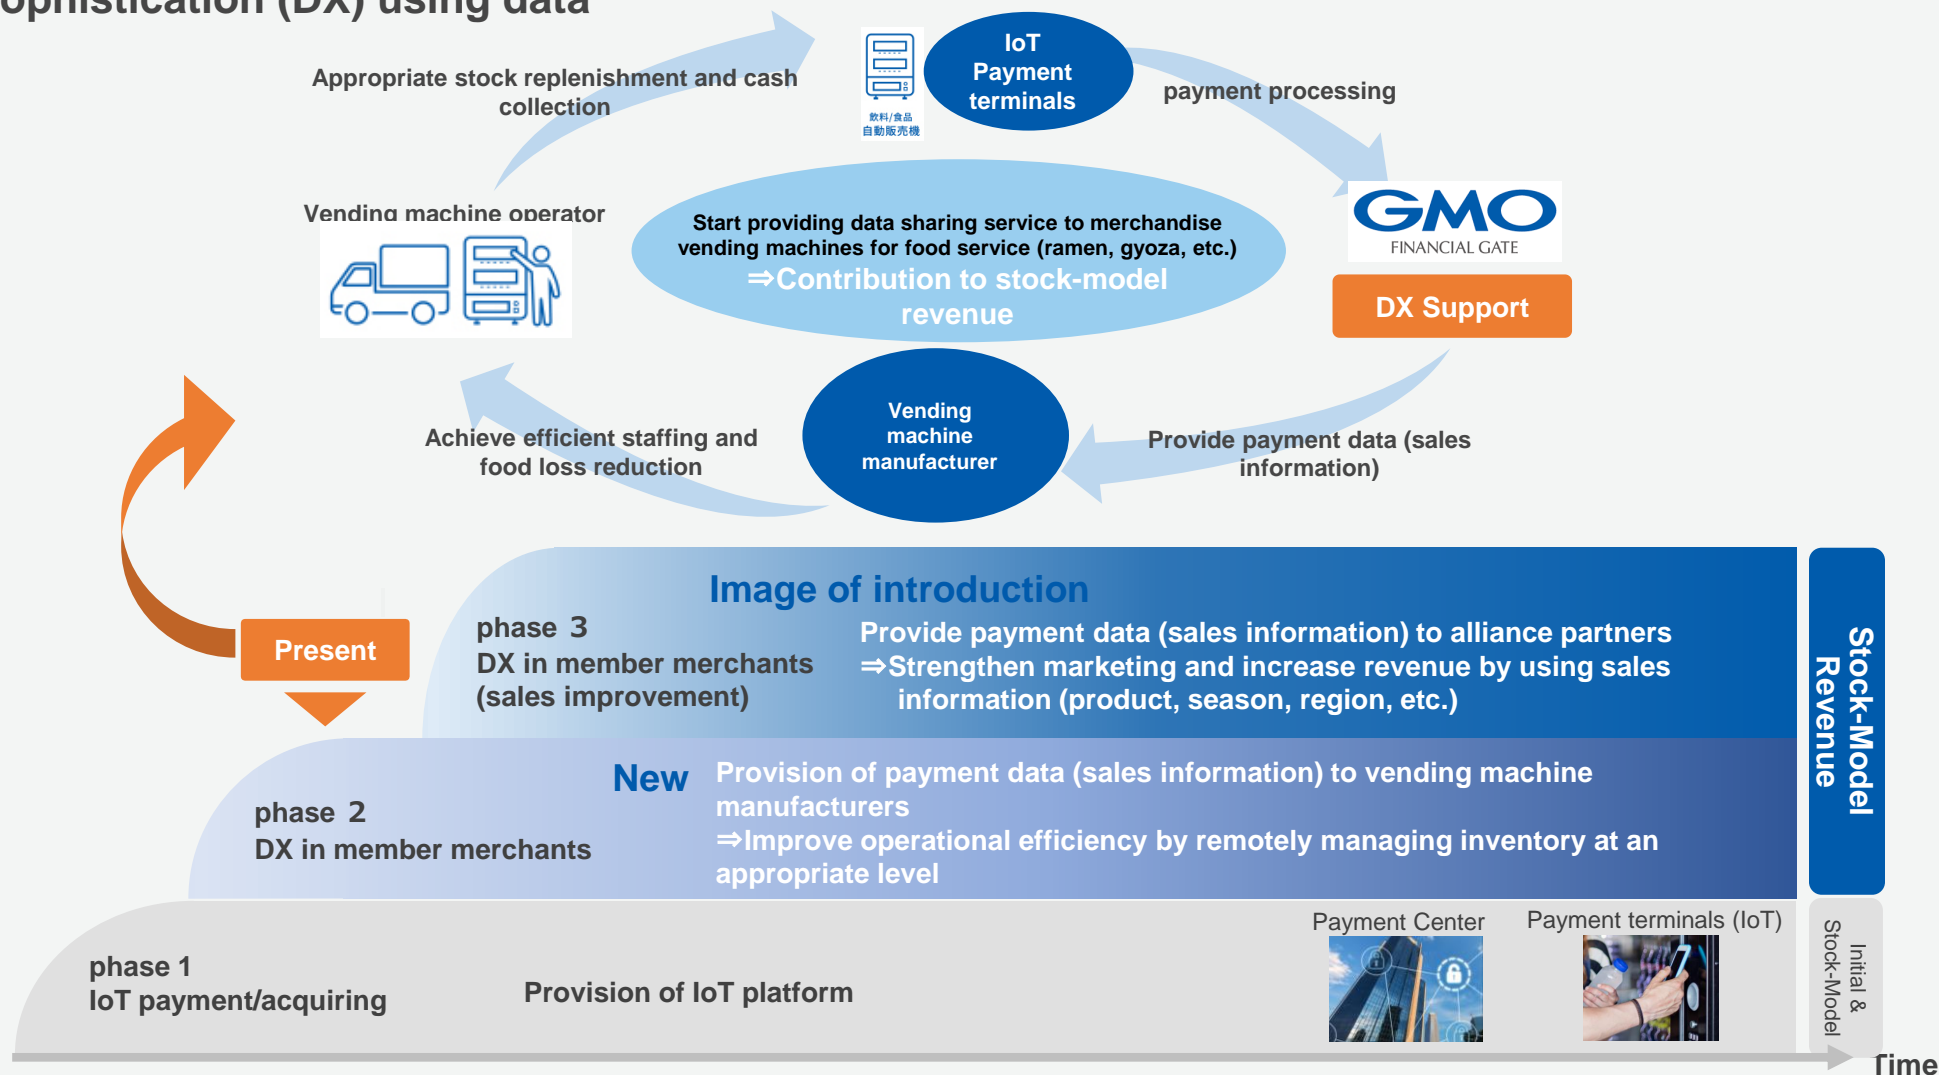 ophistication (DX) using data
IoT
Payment
terminals
飲料/食品
自動販売機
Appropriate stock replenishment and cash
collection
payment processing
Vending machine operator
Start providing data sharing service to merchandise
vending machines for food service (ramen, gyoza, etc.)
⇒Contribution to stock-model
revenue
GMO
FINANCIAL GATE
DX Support
Vending
machine
manufacturer
Achieve efficient staffing and
food loss reduction
Provide payment data (sales
information)
Present
Image of introduction
phase 3
DX in member merchants
(sales improvement)
Provide payment data (sales information) to alliance partners
⇒Strengthen marketing and increase revenue by using sales
information (product, season, region, etc.)
Stock-Model
Revenue
New
phase 2
DX in member merchants
Provision of payment data (sales information) to vending machine
manufacturers
⇒Improve operational efficiency by remotely managing inventory at an
appropriate level
phase 1
IoT payment/acquiring
Provision of IoT platform
Payment Center
Payment terminals (IoT)
Initial &
Stock-Model
Time